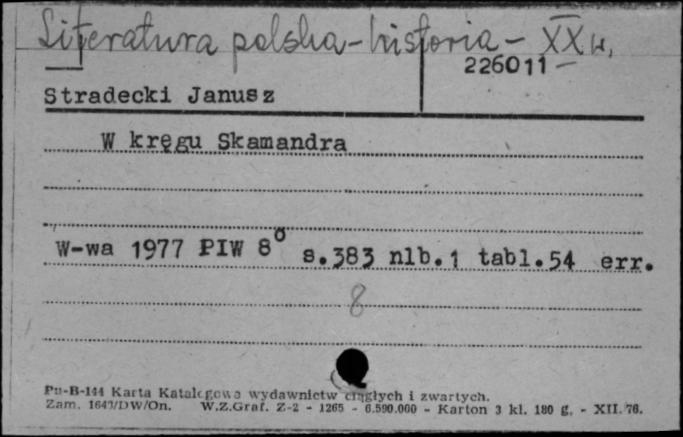 Literatura polska - historia - XX w.
226011
Stradecki Janusz
W kręgu Skamandra
W-wa 1977 PIW 8° s.383 nlb.1 tabl.54 err.
8
Pu-B-144 Karta Katalogowa wydawnictw ciągłych i zwartych.
Zam. 1647/DW/On. W.Z.Graf. Z-2 - 1265 - 6.590.000 - Karton 3 kl. 180 g. - XII.76.